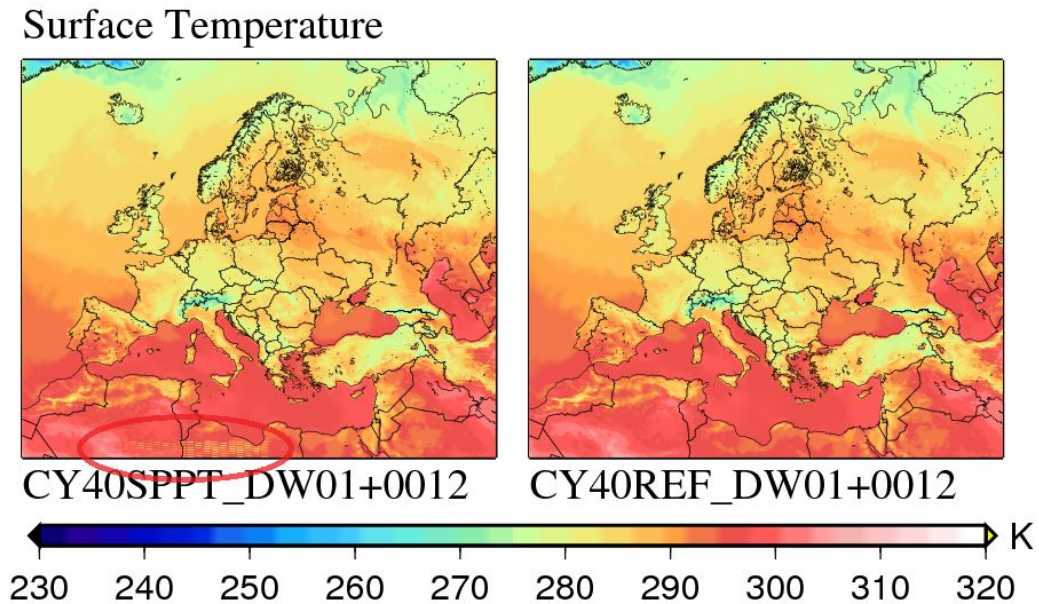 Surface Temperature
CY40SPPT_DW01+0012
CY40REF_DW01+0012
K
230 240 250 260 270 280 290 300 310 320